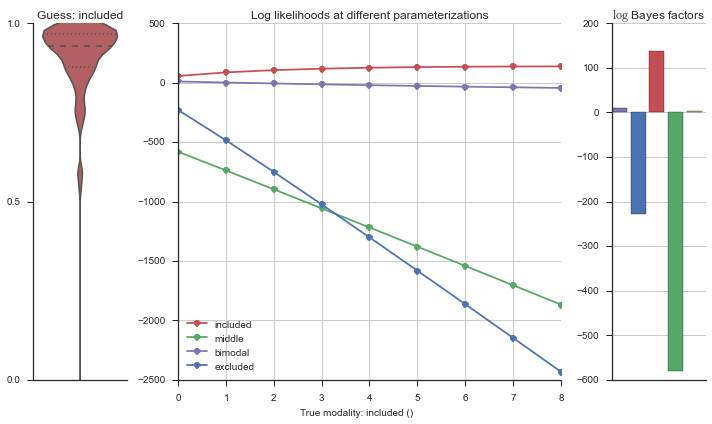 Guess: included
1.0
0.5
0.0
Log likelihoods at different parameterizations
500
0
−500
−1000
−1500
−2000
−2500
included
middle
bimodal
excluded
0 1 2 3 4 5 6 7 8
True modality: included ()
log Bayes factors
200
100
0
−100
−200
−300
−400
−500
−600